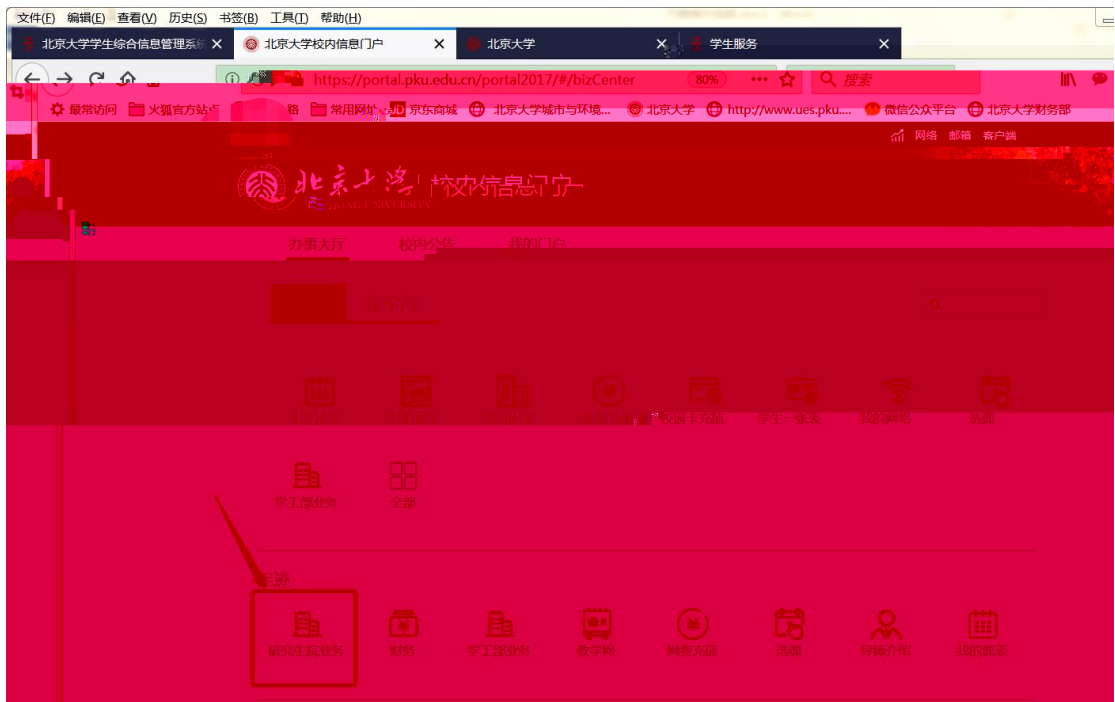 文件(F) 编辑(E) 查看(V) 历史(S) 书签(B) 工具(T) 帮助(H)
北京大学学生综合信息管理系统 北京大学校内信息门户 北京大学 学生服务
https://portal.pku.edu.cn/portal2017/#/bizCenter 80% 搜索
最常访问 火狐官方站点 常用网址 JD 京东商城 北京大学城市与环境... 北京大学 http://www.ues.pku.... 微信公众平台 北京大学财务部
网络 邮箱 客户端
北京大学 校内信息门户
办事大厅 校内公告 我的门户
校园卡充值 学生一张表 我的网络 选课
学工部业务 全部
足迹
研究生院业务 财务 学工部业务 教学网 网费充值 选课 导师介绍 我的课表